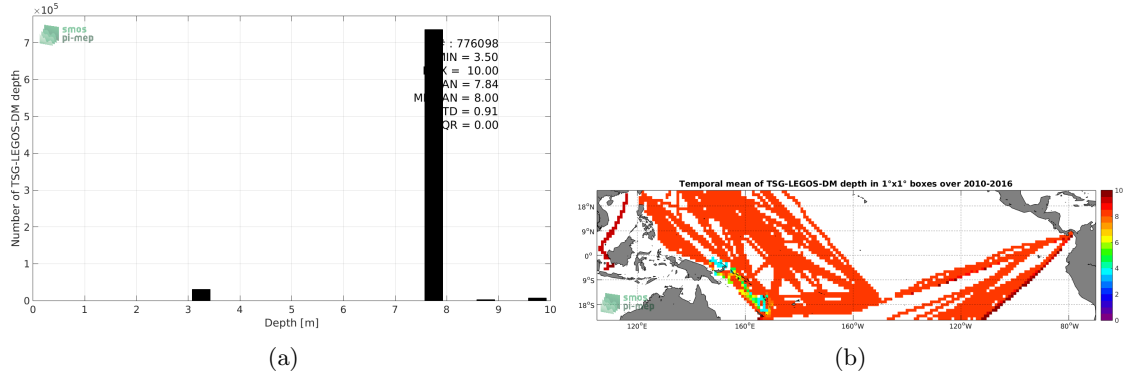 ×10⁵
smos
pi-mep
7
6
5
4
3
2
1
0
Number of TSG-LEGOS-DM depth
: 776098
MIN = 3.50
X = 10.00
AN = 7.84
M AN = 8.00
TD = 0.91
QR = 0.00
0 1 2 3 4 5 6 7 8 9 10
Depth [m]
(a)
Temporal mean of TSG-LEGOS-DM depth in 1°x1° boxes over 2010-2016
18°N
9°N
0°
9°S
18°S
smos
pi-mep
120°E 160°E 160°W 120°W 80°W
10
8
6
4
2
0
(b)